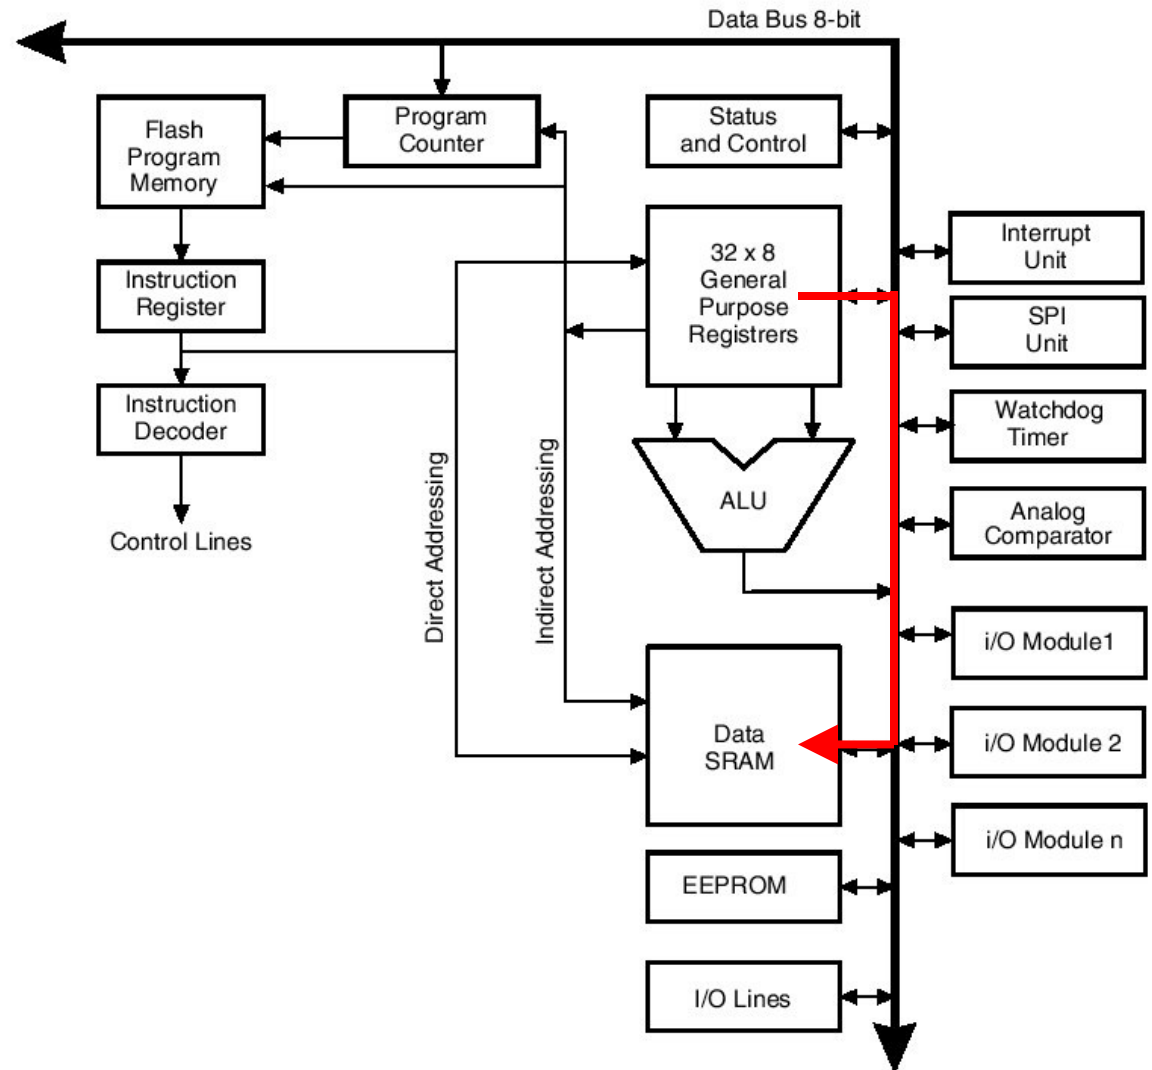 Data Bus 8-bit
Flash
Program
Memory
Program
Counter
Status
and Control
32 x 8
General
Purpose
Registrers
Interrupt
Unit
Instruction
Register
SPI
Unit
Instruction
Decoder
Watchdog
Timer
Control Lines
Direct Addressing
Indirect Addressing
ALU
Analog
Comparator
i/O Module1
Data
SRAM
i/O Module 2
i/O Module n
EEPROM
I/O Lines